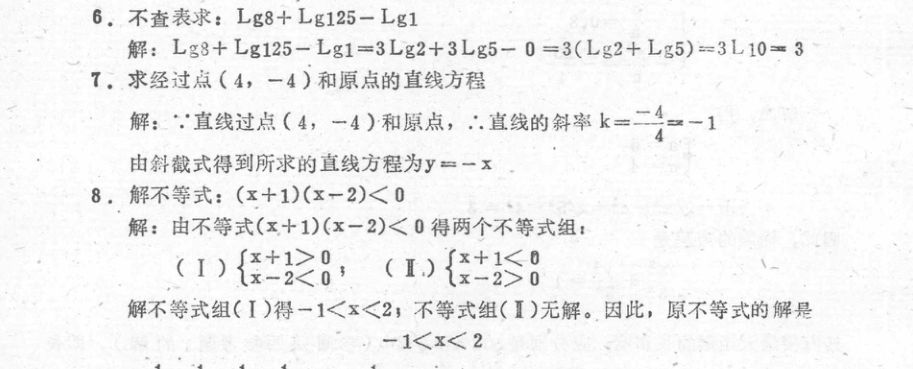 6. 不查表求：Lg8＋Lg125－Lg1
解：Lg8＋Lg125－Lg1＝3Lg2＋3Lg5－0＝3(Lg2＋Lg5)＝3L10＝3
7. 求经过点(4，－4)和原点的直线方程
解：∵直线过点(4，－4)和原点，∴直线的斜率k＝－4/4＝－1
由斜截式得到所求的直线方程为y＝－x
8. 解不等式：(x＋1)(x－2)＜0
解：由不等式(x＋1)(x－2)＜0得两个不等式组：
(Ⅰ){x＋1＞0 x－2＜0； (Ⅱ){x＋1＜0 x－2＞0
解不等式组(Ⅰ)得－1＜x＜2；不等式组(Ⅱ)无解。因此，原不等式的解是
－1＜x＜2